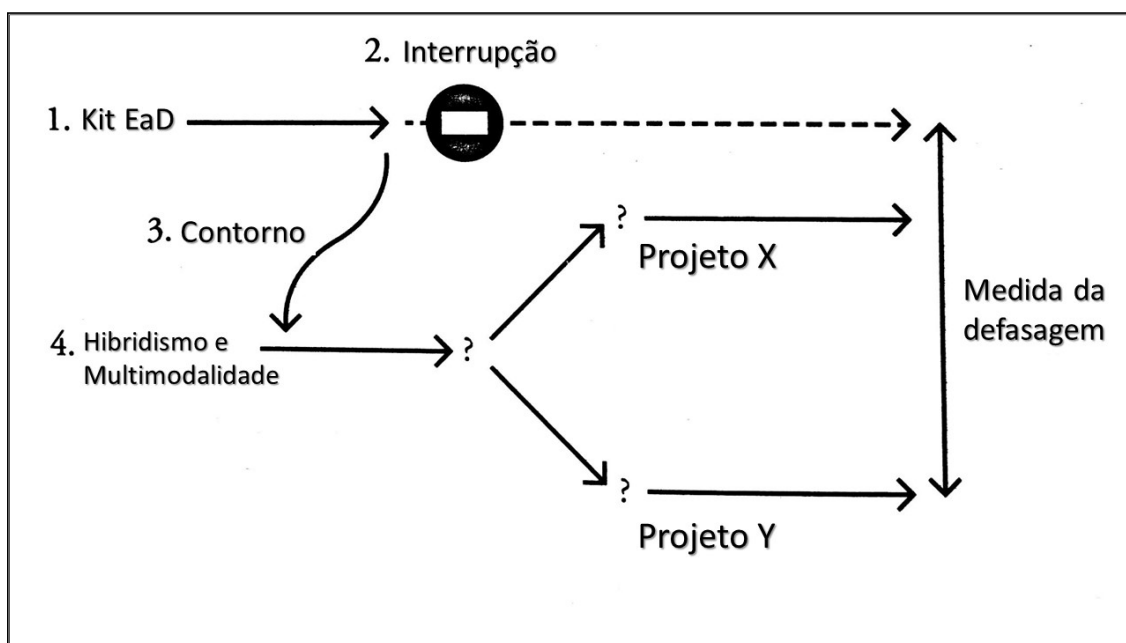 2. Interrupção
1. Kit EaD
3. Contorno
?
Projeto X
Medida da
defasagem
4. Hibridismo e
Multimodalidade
?
?
Projeto Y